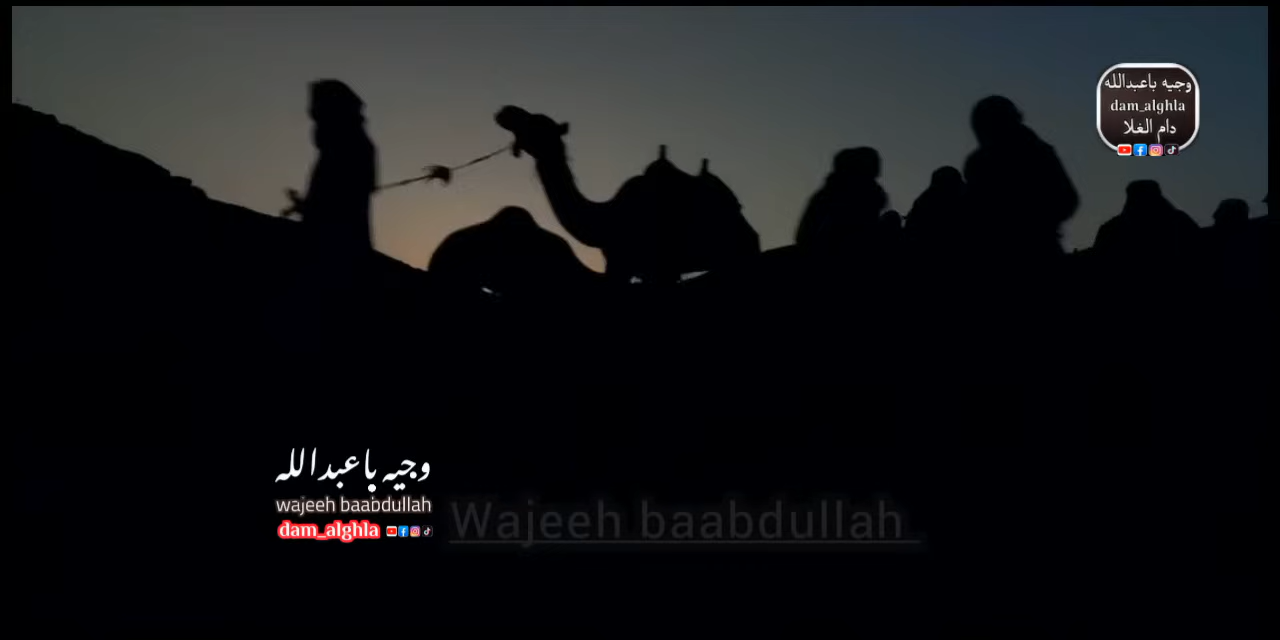 وجيه باعبدالله
dam_alghla
دام الغلا
وجيه باعبدالله
wajeeh baabdullah
dam_alghla
Wajeeh baabdullah